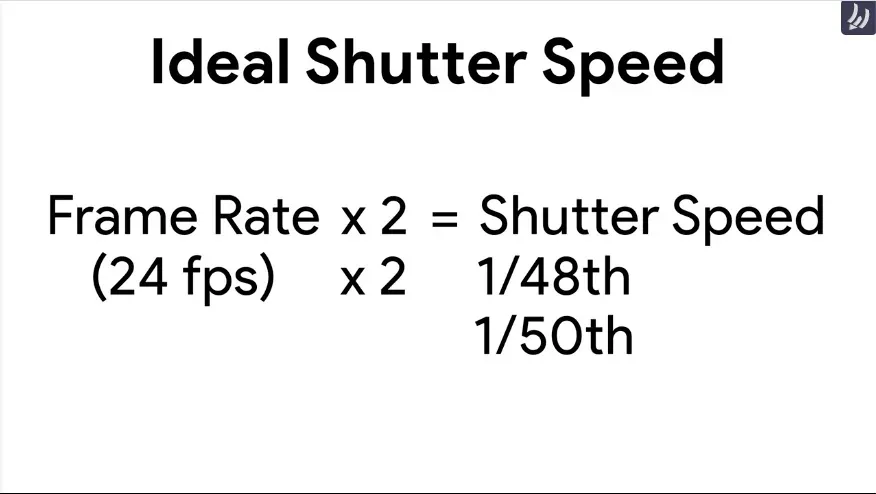 Ideal Shutter Speed
Frame Rate x 2 = Shutter Speed
(24 fps) x 2 1/48th
1/50th